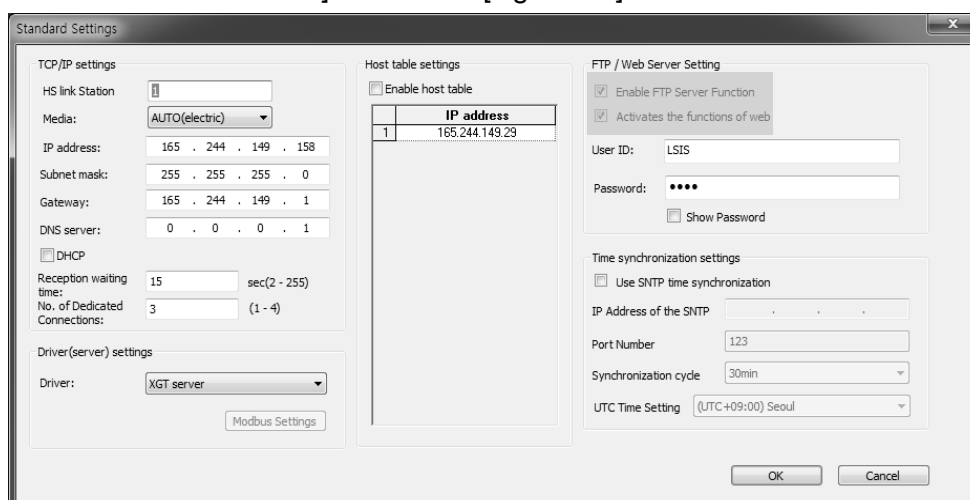 Standard Settings
x
TCP/IP settings
HS link Station 1
Media: AUTO(electric)
IP address: 165 . 244 . 149 . 158
Subnet mask: 255 . 255 . 255 . 0
Gateway: 165 . 244 . 149 . 1
DNS server: 0 . 0 . 0 . 1
DHCP
Reception waiting
time:
15 sec(2 - 255)
No. of Dedicated
Connections:
3 (1 - 4)
Driver(server) settings
Driver: XGT server
Modbus Settings
Host table settings
Enable host table
IP address
1 165.244.149.29
FTP / Web Server Setting
Enable FTP Server Function
Activates the functions of web
User ID: LSIS
Password: ●●●●
Show Password
Time synchronization settings
Use SNTP time synchronization
IP Address of the SNTP . . .
Port Number 123
Synchronization cycle 30min
UTC Time Setting (UTC+09:00) Seoul
OK Cancel